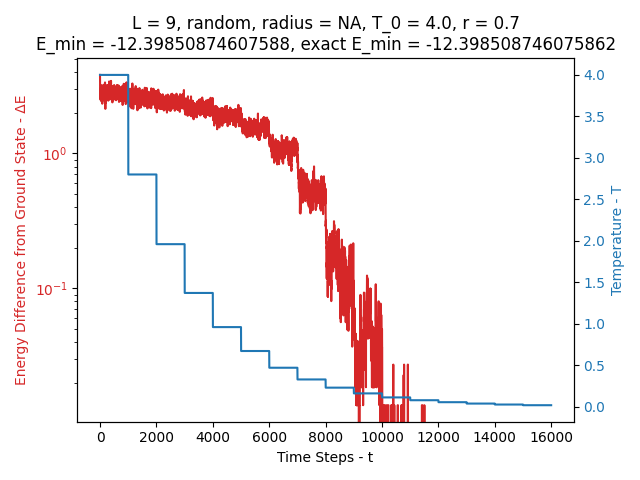 L = 9, random, radius = NA, T_0 = 4.0, r = 0.7
E_min = -12.39850874607588, exact E_min = -12.398508746075862
Energy Difference from Ground State - ΔE
10^0
10^-1
4.0
3.5
3.0
2.5
2.0
1.5
1.0
0.5
0.0
Temperature - T
0 2000 4000 6000 8000 10000 12000 14000 16000
Time Steps - t